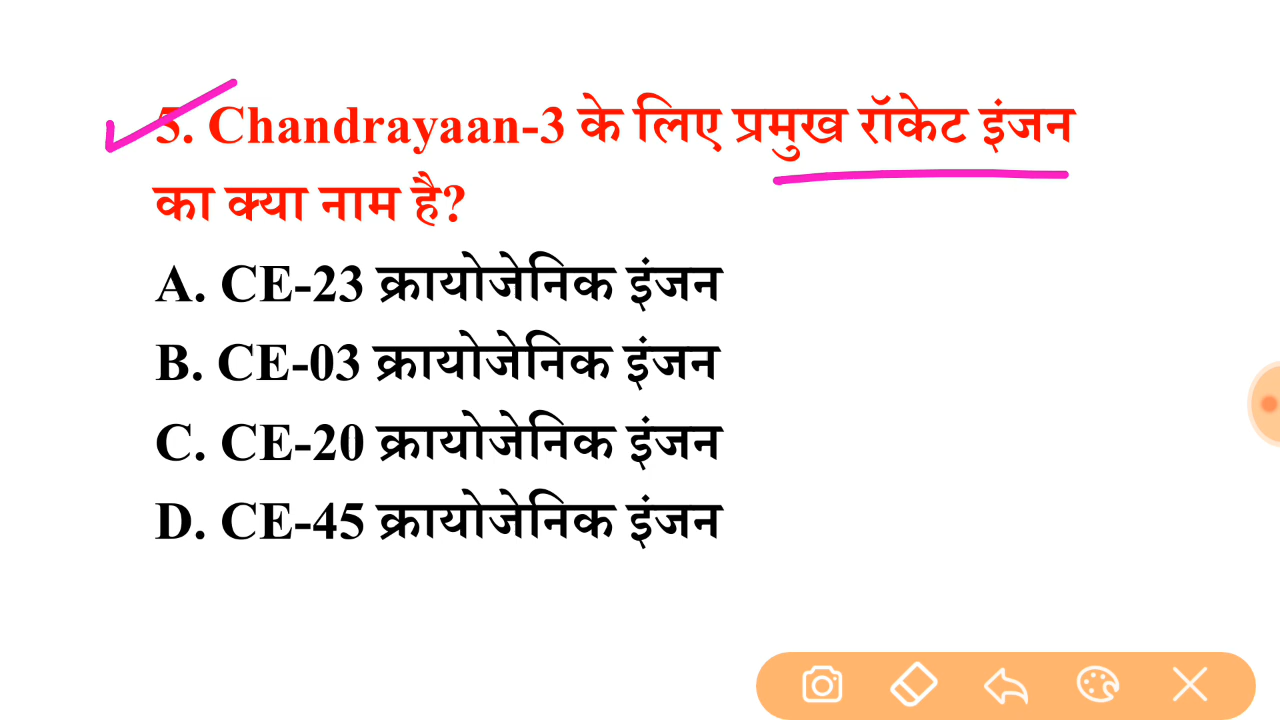 5. Chandrayaan-3 के लिए प्रमुख रॉकेट इंजन
का क्या नाम है?
A. CE-23 क्रायोजेनिक इंजन
B. CE-03 क्रायोजेनिक इंजन
C. CE-20 क्रायोजेनिक इंजन
D. CE-45 क्रायोजेनिक इंजन